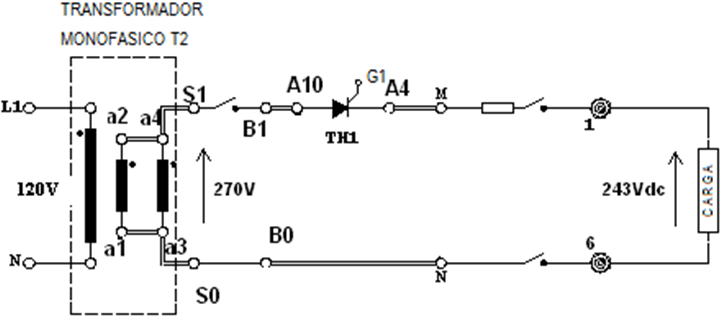 TRANSFORMADOR
MONOFASICO T2
L1
a2
a4
S1
B1
A10
G1
TH1
A4
M
1
120V
270V
243Vdc
CARGA
N
a1
a3
S0
B0
N
6